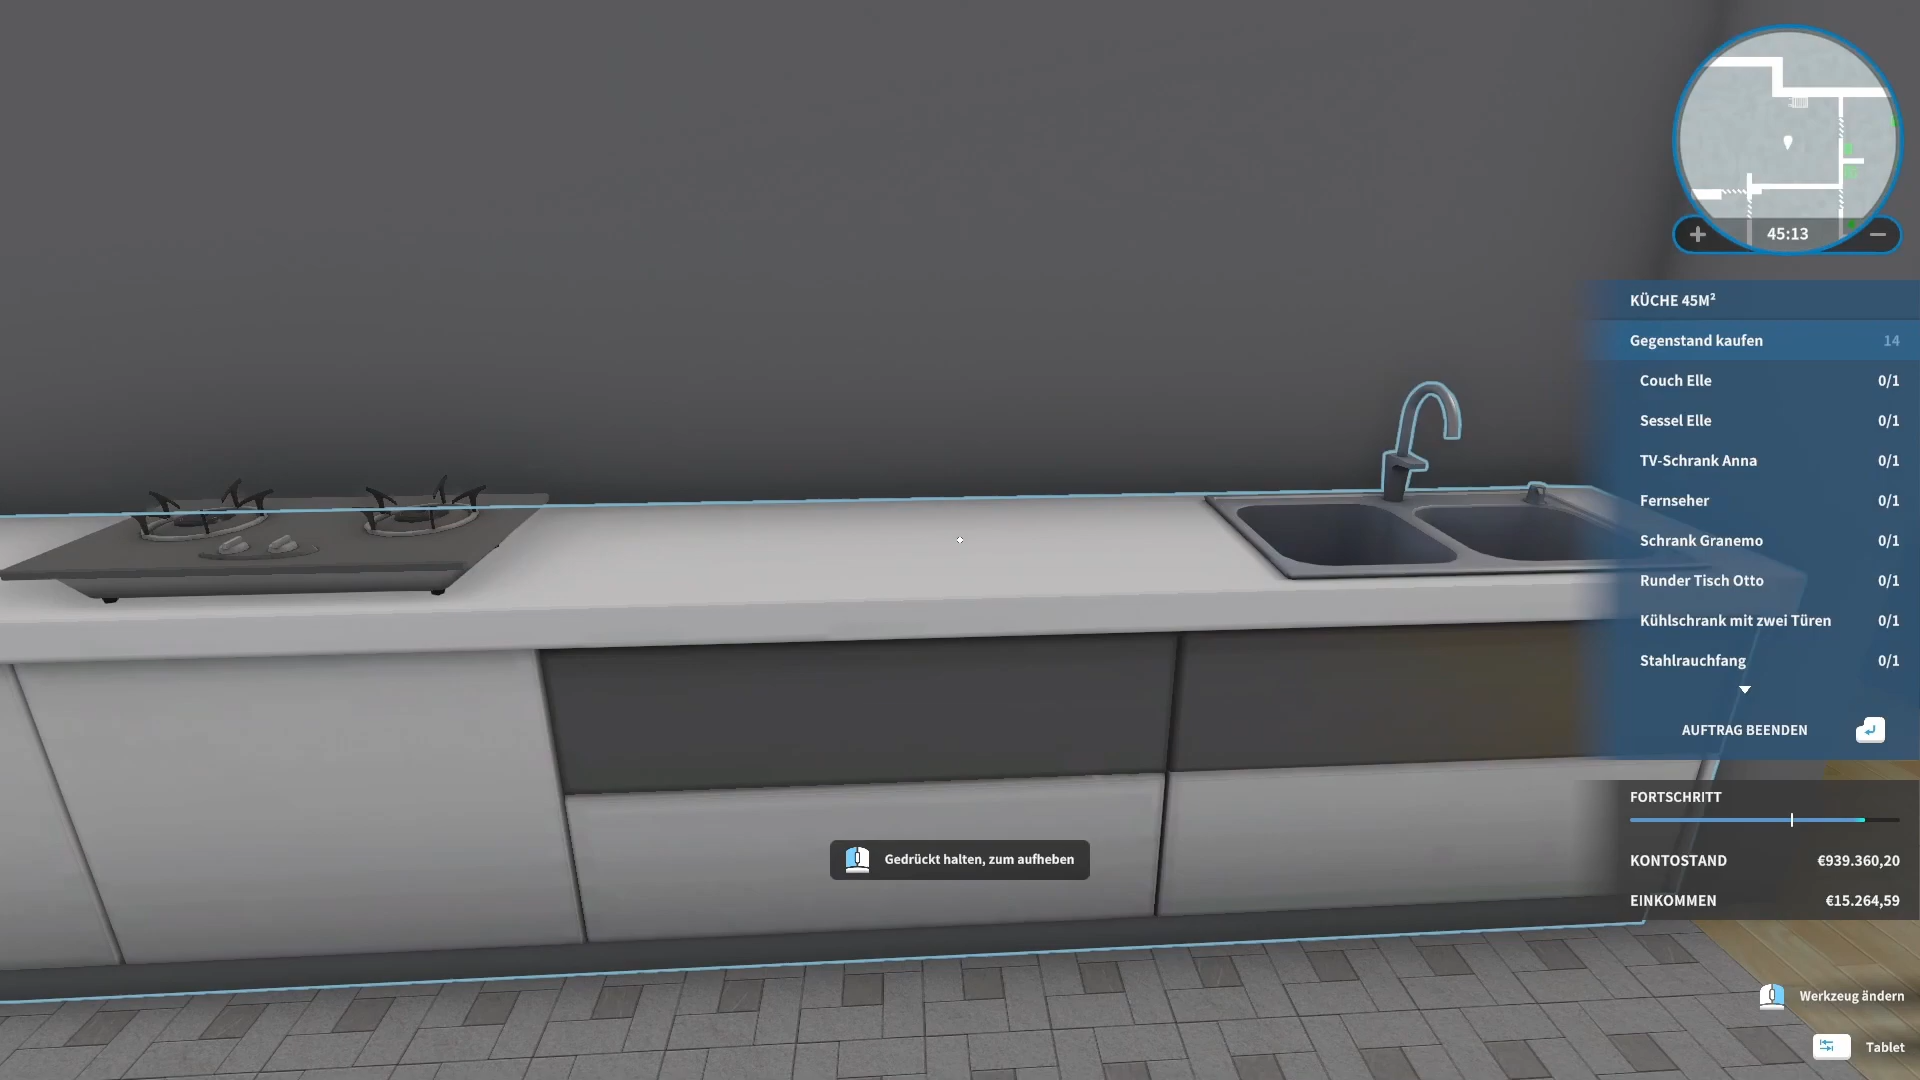 45:13
KÜCHE 45M²
Gegenstand kaufen 14
Couch Elle 0/1
Sessel Elle 0/1
TV-Schrank Anna 0/1
Fernseher 0/1
Schrank Granemo 0/1
Runder Tisch Otto 0/1
Kühlschrank mit zwei Türen 0/1
Stahlrauchfang 0/1
AUFTRAG BEENDEN
FORTSCHRITT
KONTOSTAND €939.360,20
EINKOMMEN €15.264,59
Gedrückt halten, zum aufheben
Werkzeug ändern
Tablet